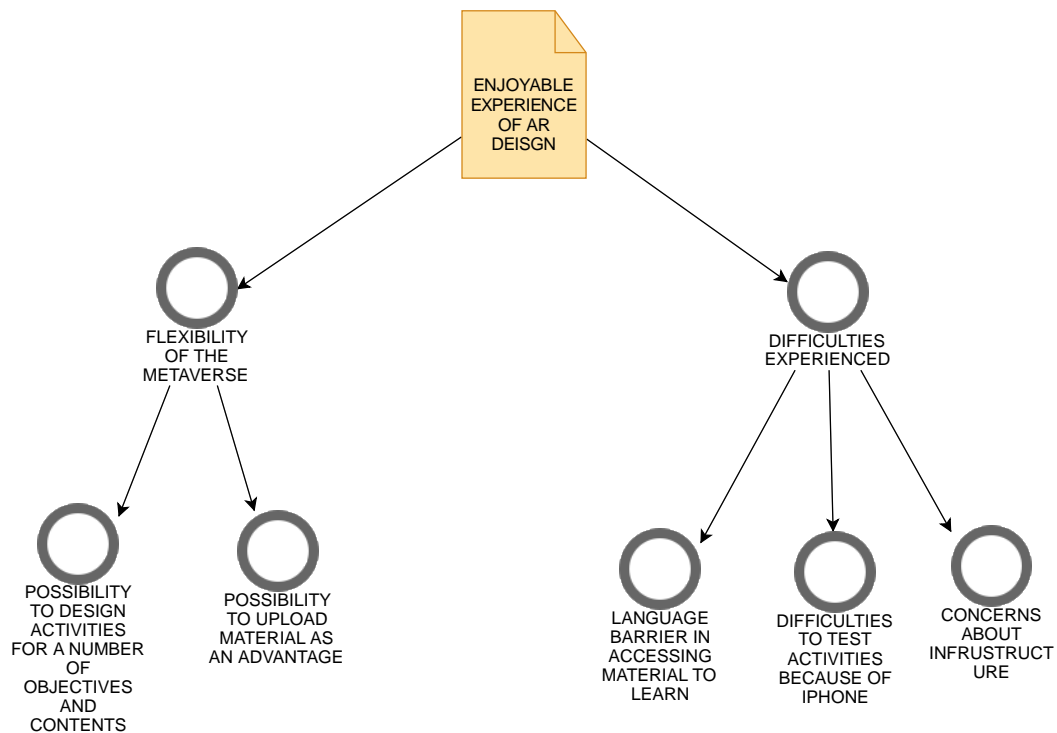 ENJOYABLE
EXPERIENCE
OF AR
DEISGN
FLEXIBILITY
OF THE
METAVERSE
DIFFICULTIES
EXPERIENCED
POSSIBILITY
TO DESIGN
ACTIVITIES
FOR A NUMBER
OF
OBJECTIVES
AND
CONTENTS
POSSIBILITY
TO UPLOAD
MATERIAL AS
AN ADVANTAGE
LANGUAGE
BARRIER IN
ACCESSING
MATERIAL TO
LEARN
DIFFICULTIES
TO TEST
ACTIVITIES
BECAUSE OF
IPHONE
CONCERNS
ABOUT
INFRUSTRUCT
URE